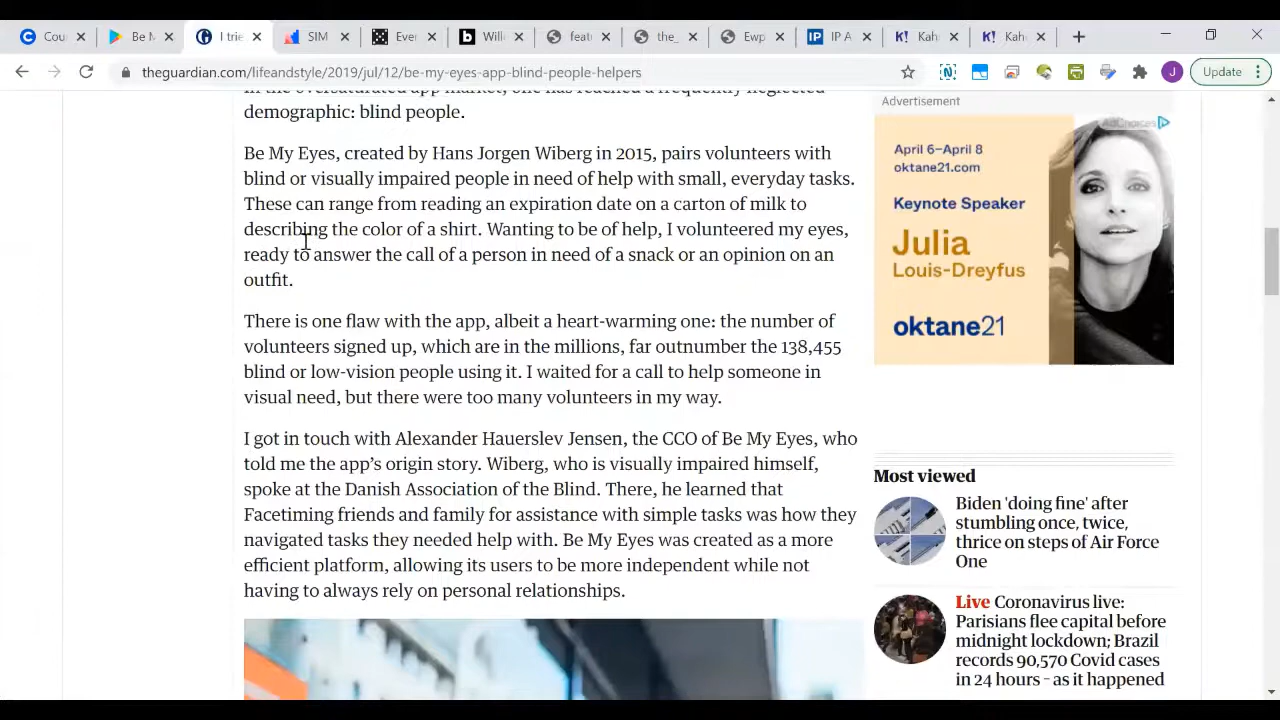 Cou
Be M
I trie
SIM
Ever
Will
feat
the_
Ewp
IP
IP A
K!
Kah
K!
Kah
theguardian.com/lifeandstyle/2019/jul/12/be-my-eyes-app-blind-people-helpers
J
Update
In the oversaturated app market, one has reached a frequently neglected
demographic: blind people.
Be My Eyes, created by Hans Jorgen Wiberg in 2015, pairs volunteers with
blind or visually impaired people in need of help with small, everyday tasks.
These can range from reading an expiration date on a carton of milk to
describing the color of a shirt. Wanting to be of help, I volunteered my eyes,
ready to answer the call of a person in need of a snack or an opinion on an
outfit.
There is one flaw with the app, albeit a heart-warming one: the number of
volunteers signed up, which are in the millions, far outnumber the 138,455
blind or low-vision people using it. I waited for a call to help someone in
visual need, but there were too many volunteers in my way.
I got in touch with Alexander Hauerslev Jensen, the CCO of Be My Eyes, who
told me the app's origin story. Wiberg, who is visually impaired himself,
spoke at the Danish Association of the Blind. There, he learned that
Facetiming friends and family for assistance with simple tasks was how they
navigated tasks they needed help with. Be My Eyes was created as a more
efficient platform, allowing its users to be more independent while not
having to always rely on personal relationships.
Advertisement
AdChoices
April 6–April 8
oktane21.com
Keynote Speaker
Julia
Louis-Dreyfus
oktane21
Most viewed
Biden 'doing fine' after
stumbling once, twice,
thrice on steps of Air Force
One
Live Coronavirus live:
Parisians flee capital before
midnight lockdown; Brazil
records 90,570 Covid cases
in 24 hours – as it happened